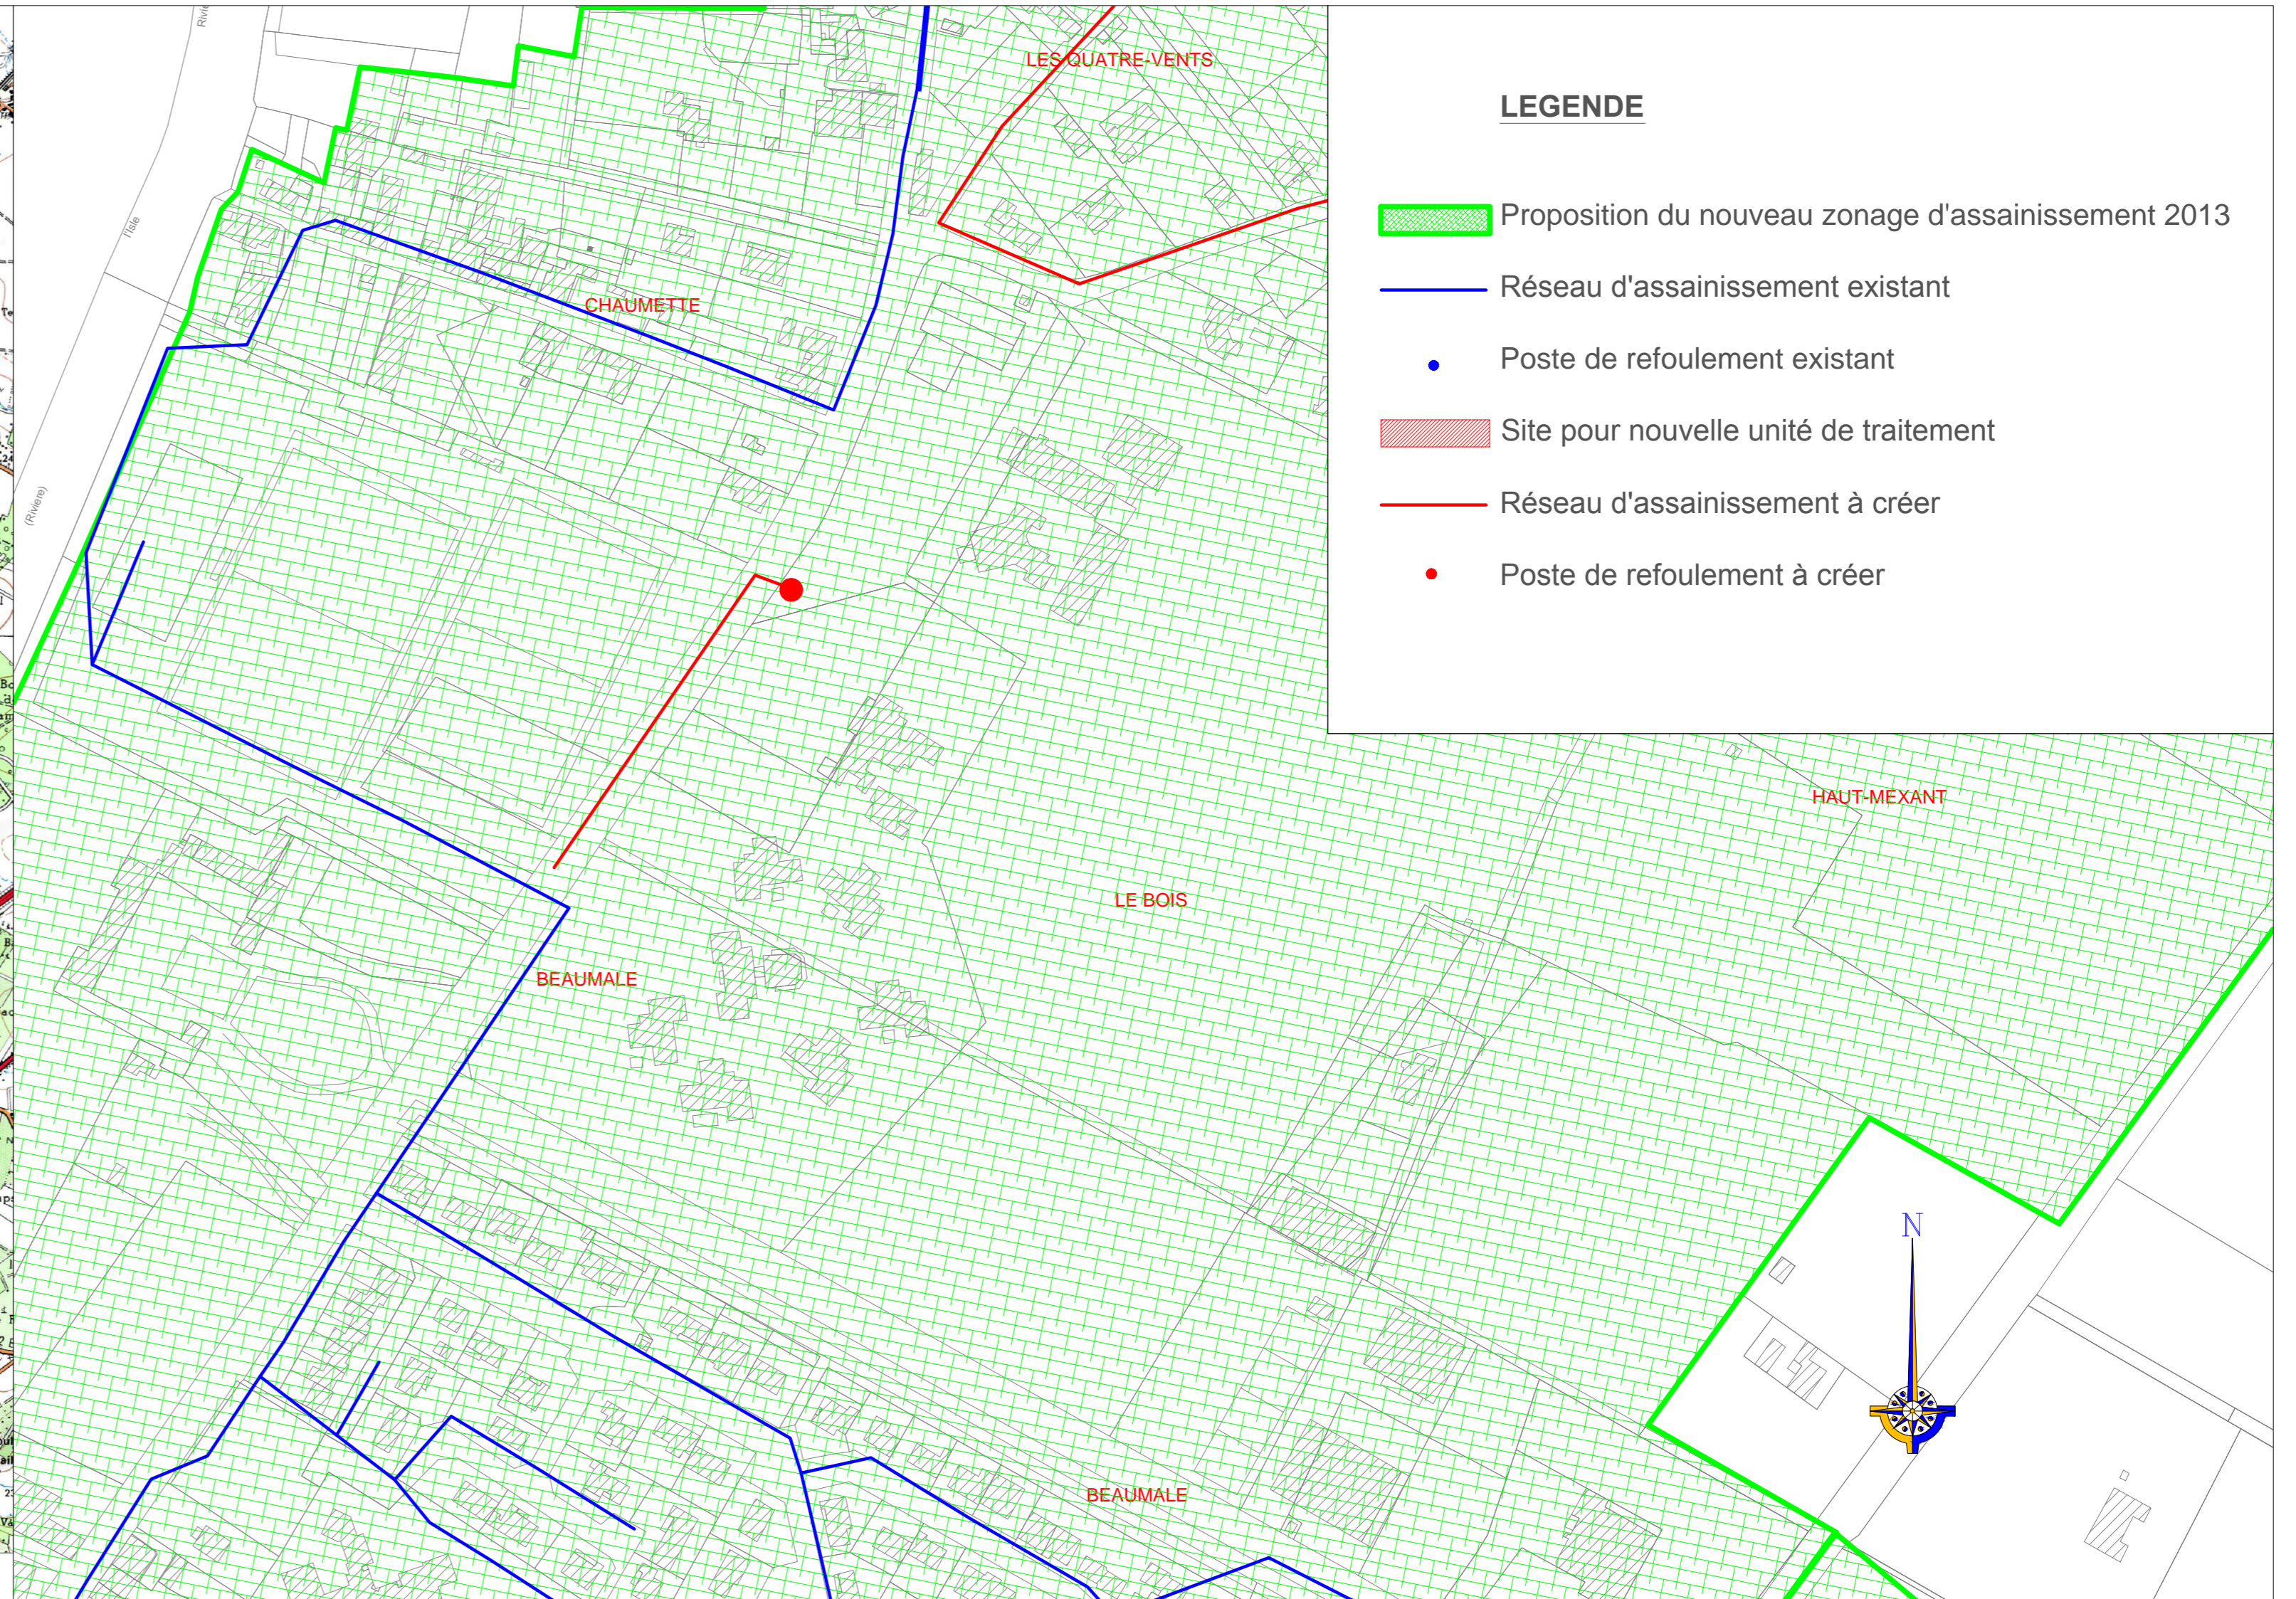 Rivie
LES QUATRE-VENTS
LEGENDE
Proposition du nouveau zonage d'assainissement 2013
l'Isle
Réseau d'assainissement existant
CHAUMETTE
Poste de refoulement existant
Site pour nouvelle unité de traitement
(Riviere)
Réseau d'assainissement à créer
Poste de refoulement à créer
HAUT-MEXANT
LE BOIS
BEAUMALE
N
BEAUMALE